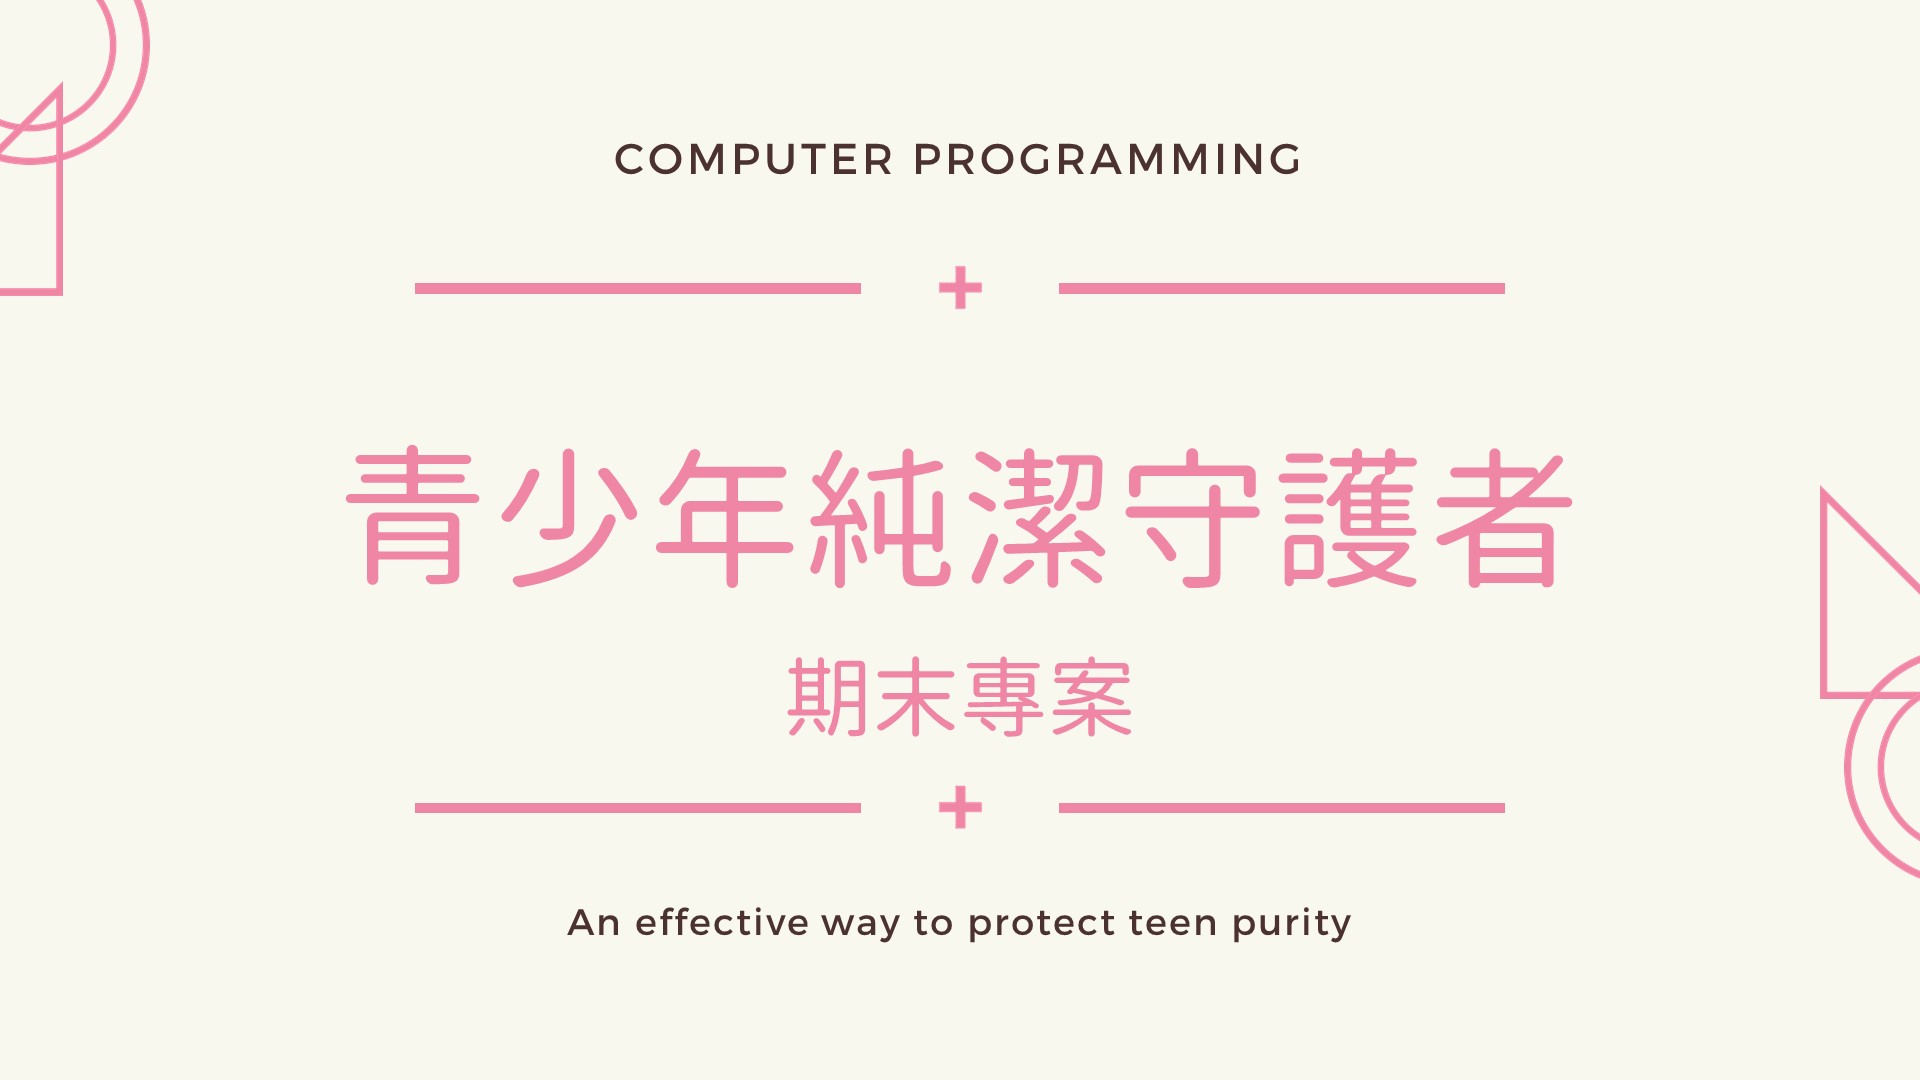 COMPUTER PROGRAMMING
青少年純潔守護者
期末專案
An effective way to protect teen purity